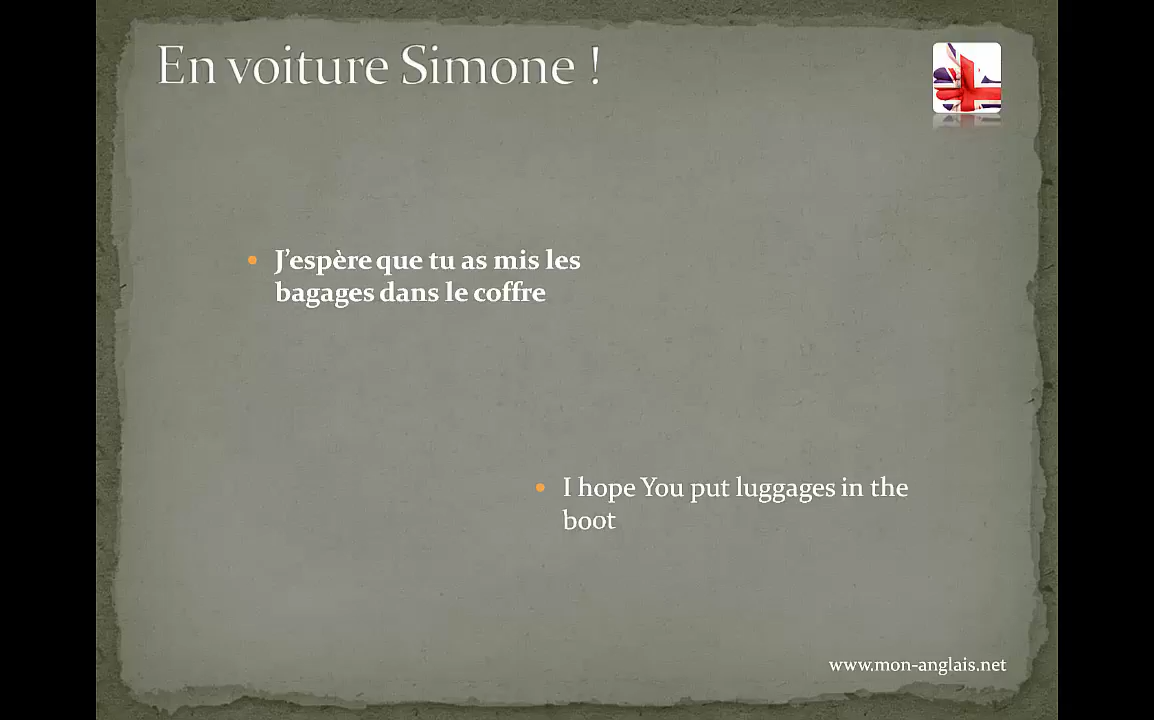 En voiture Simone !
• J’espère que tu as mis les
bagages dans le coffre
• I hope You put luggages in the
boot
www.mon-anglais.net